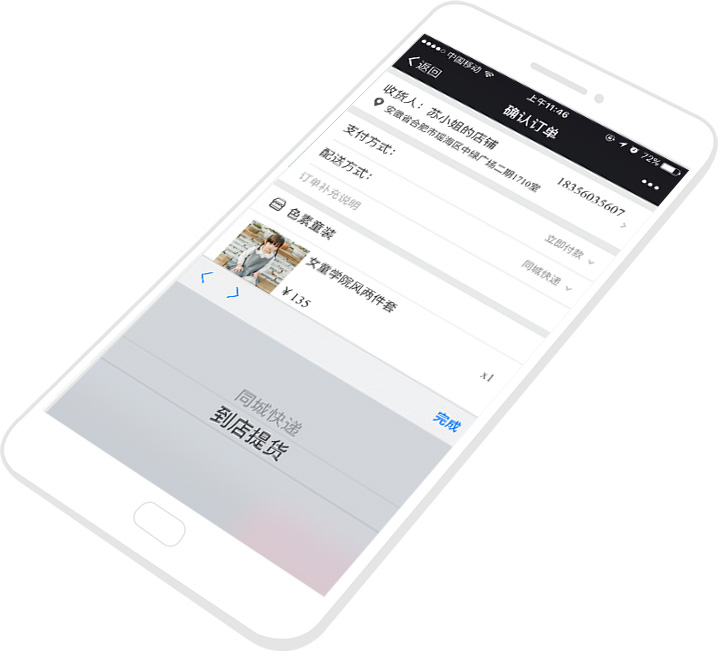 中国移动 上午11:46 72%
返回 确认订单
收货人：苏小姐的店铺 18356035607
安徽省合肥市瑶海区中绿广场二期1710室
支付方式： 立即付款
配送方式： 同城快递
订单补充说明
色素童装
女童学院风两件套
￥135 x1
完成
同城快递
到店提货